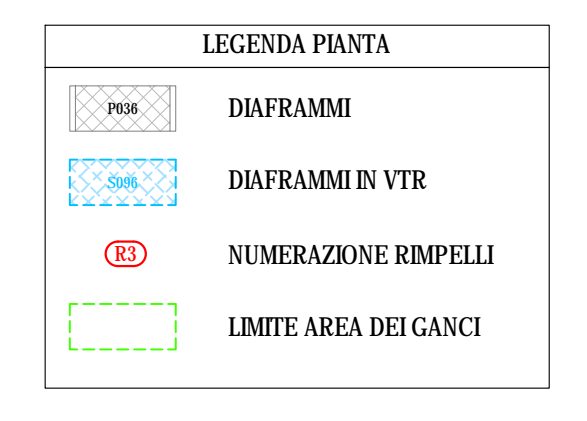 LEGENDA PIANTA
P036 DIAFRAMMI
S096 DIAFRAMMI IN VTR
R3 NUMERAZIONE RIMPELLI
LIMITE AREA DEI GANCI